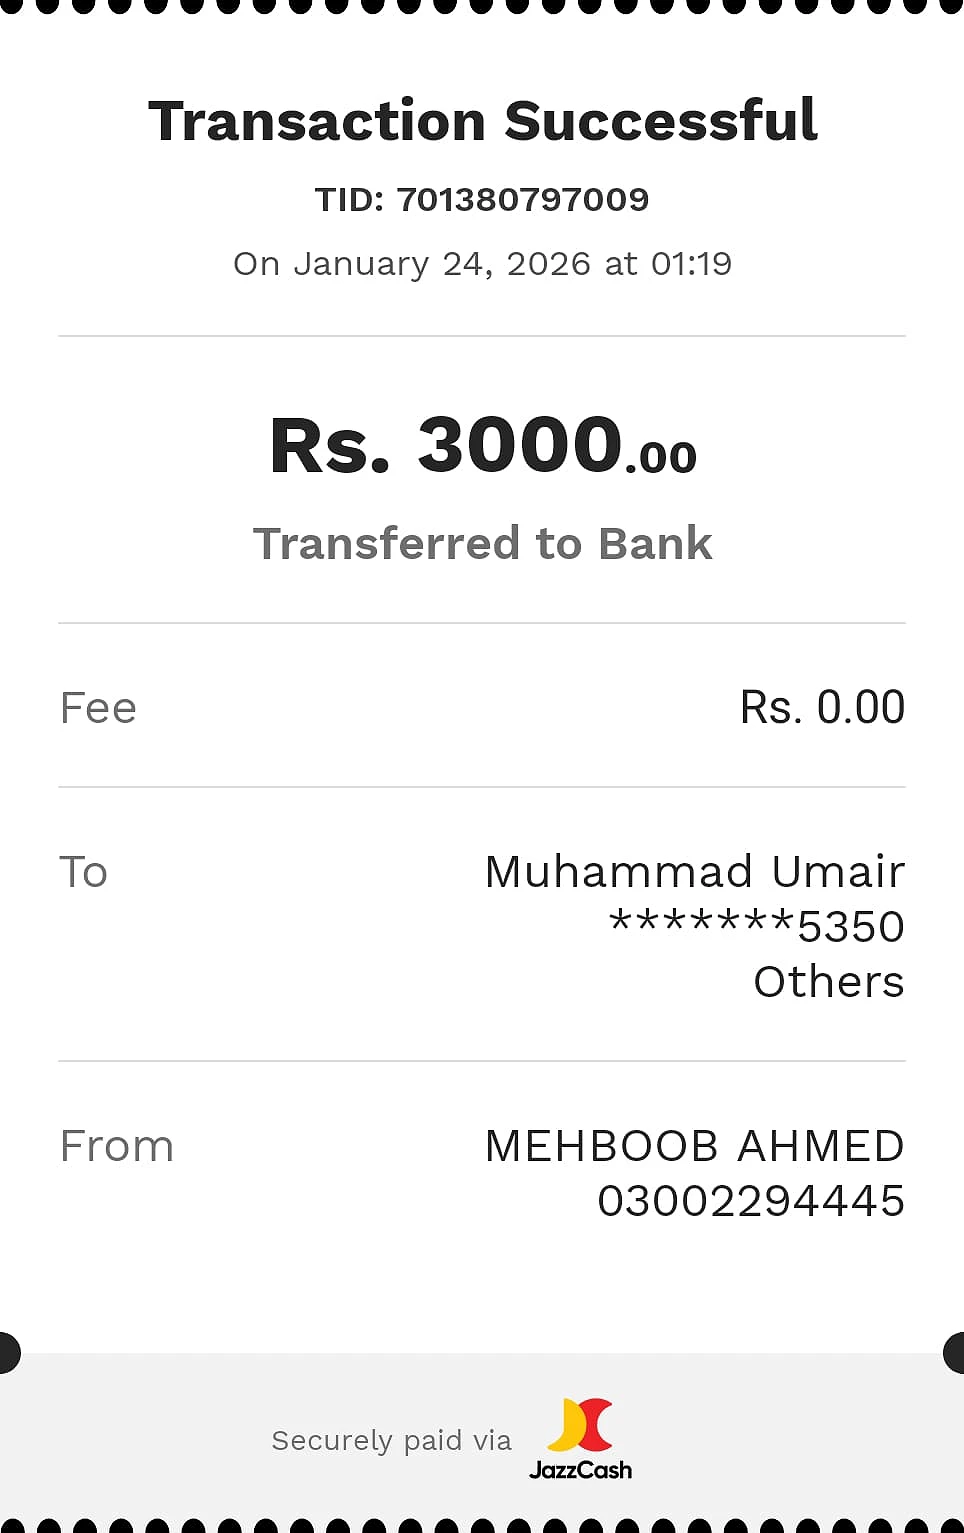 Transaction Successful
TID: 701380797009
On January 24, 2026 at 01:19
Rs. 3000.00
Transferred to Bank
Fee Rs. 0.00
To Muhammad Umair
*******5350
Others
From MEHBOOB AHMED
03002294445
Securely paid via JazzCash